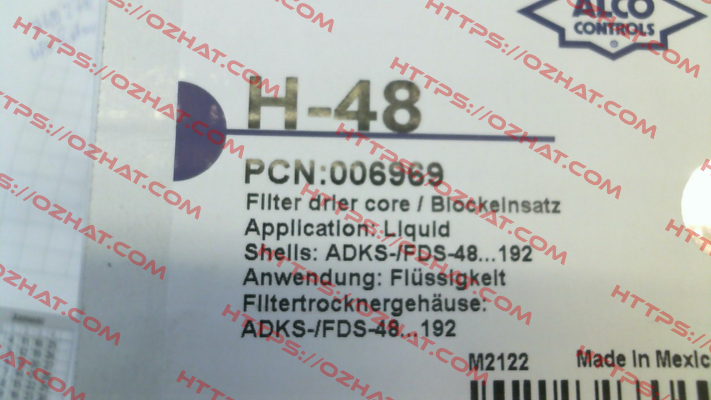 ALCO
CONTROLS
H-48
PCN:006969
Filter drier core / Blockeinsatz
Application: Liquid
Shells: ADKS-/FDS-48...192
Anwendung: Flüssigkeit
Filtertrocknergehäuse:
ADKS-/FDS-48...192
M2122 Made in Mexic
HTTPS://OZHAT.COM